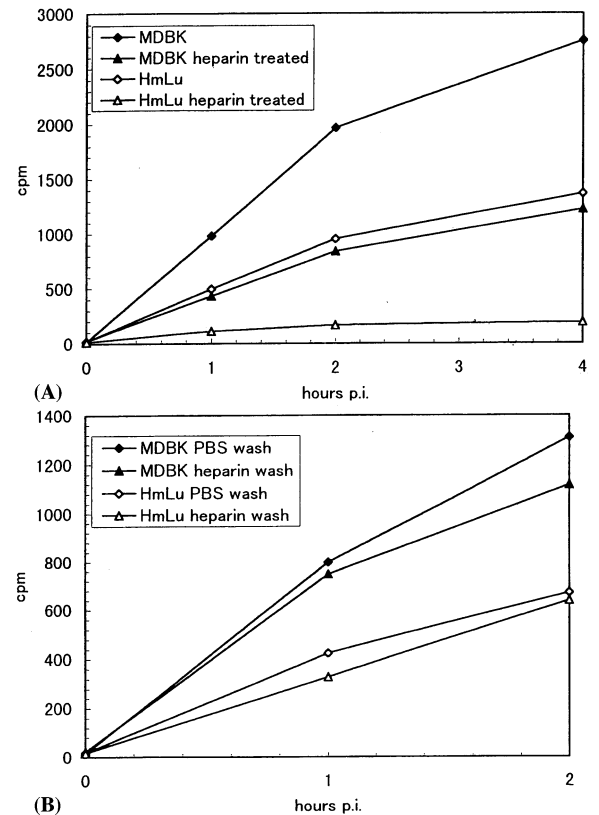 3000
2500
2000
1500
1000
500
0
cpm
MDBK
MDBK heparin treated
HmLu
HmLu heparin treated
0 1 2 3 4
hours p.i.
(A)
1400
1200
1000
800
600
400
200
0
cpm
MDBK PBS wash
MDBK heparin wash
HmLu PBS wash
HmLu heparin wash
0 1 2
hours p.i.
(B)